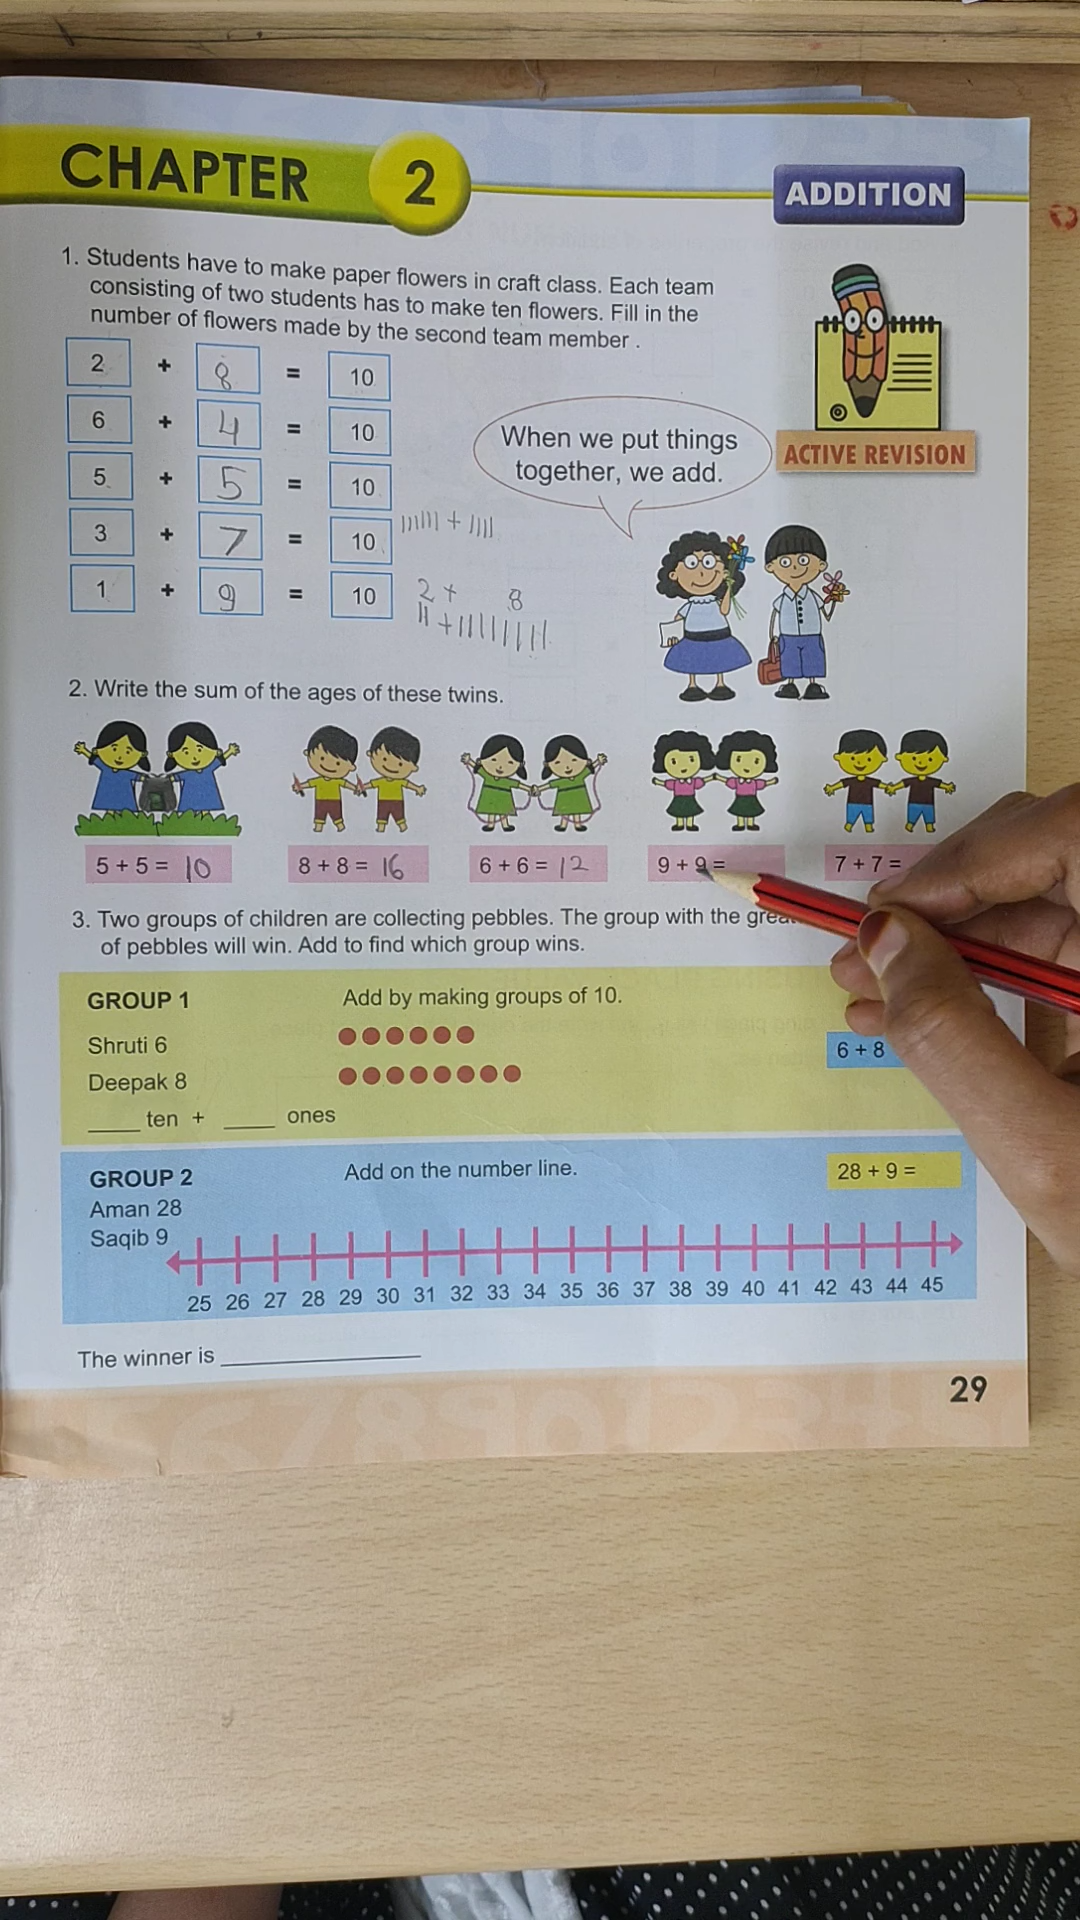 CHAPTER 2
ADDITION
1. Students have to make paper flowers in craft class. Each team
consisting of two students has to make ten flowers. Fill in the
number of flowers made by the second team member .
2 + 8 = 10
6 + 4 = 10
5 + 5 = 10
3 + 7 = 10
1 + 9 = 10
2 + 8
When we put things
together, we add.
ACTIVE REVISION
2. Write the sum of the ages of these twins.
5 + 5 = 10
8 + 8 = 16
6 + 6 = 12
9 + 9 =
7 + 7 =
3. Two groups of children are collecting pebbles. The group with the
of pebbles will win. Add to find which group wins.
GROUP 1
Add by making groups of 10.
Shruti 6
Deepak 8
6 + 8
____ ten + ____ ones
GROUP 2
Add on the number line.
28 + 9 =
Aman 28
Saqib 9
25 26 27 28 29 30 31 32 33 34 35 36 37 38 39 40 41 42 43 44 45
The winner is ________________
29